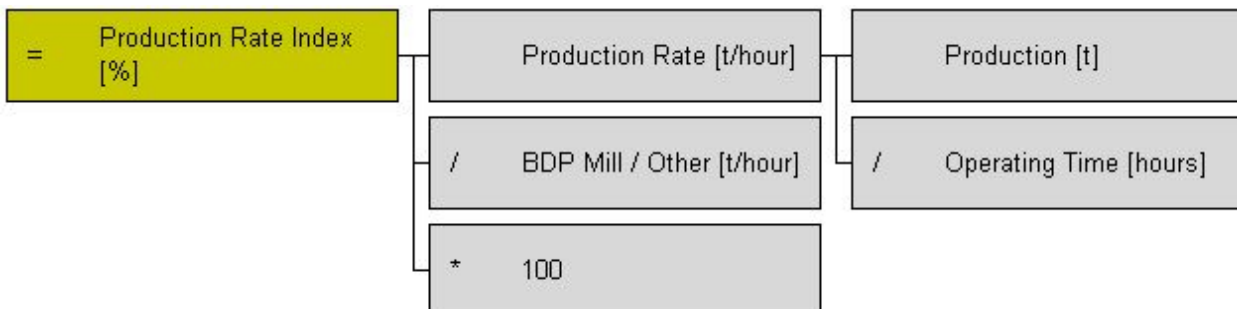 = Production Rate Index
[%]
Production Rate [t/hour]
Production [t]
/ BDP Mill / Other [t/hour]
/ Operating Time [hours]
* 100